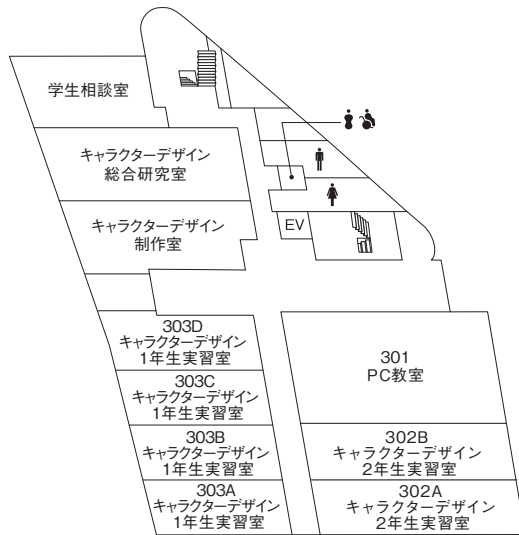 学生相談室
キャラクターデザイン
総合研究室
キャラクターデザイン
制作室
EV
303D
キャラクターデザイン
1年生実習室
303C
キャラクターデザイン
1年生実習室
303B
キャラクターデザイン
1年生実習室
303A
キャラクターデザイン
1年生実習室
301
PC教室
302B
キャラクターデザイン
2年生実習室
302A
キャラクターデザイン
2年生実習室